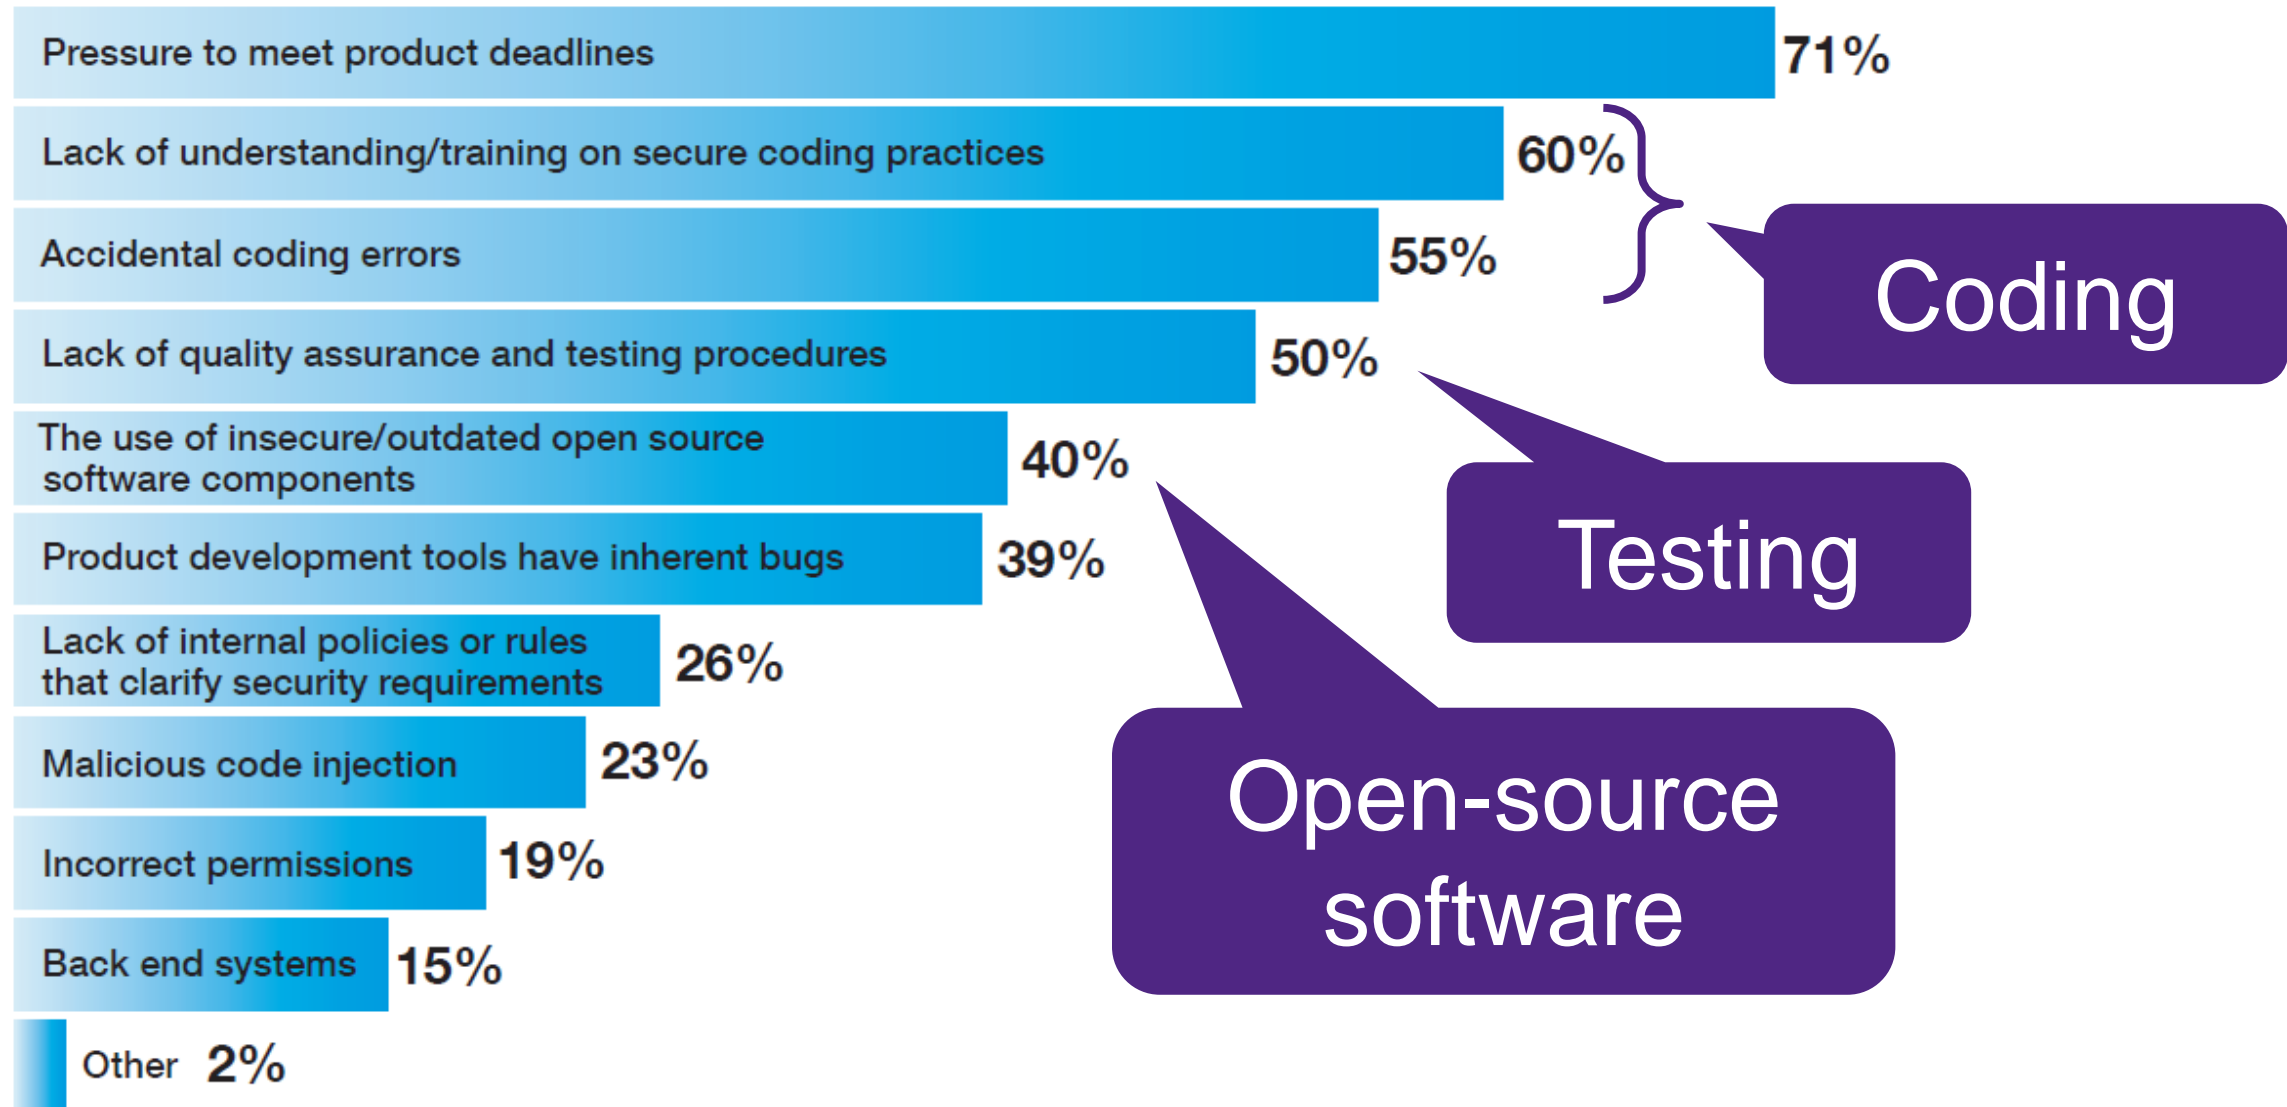 Pressure to meet product deadlines
71%
Lack of understanding/training on secure coding practices
60%
Accidental coding errors
55%
Coding
Lack of quality assurance and testing procedures
50%
Testing
The use of insecure/outdated open source
software components
40%
Product development tools have inherent bugs
39%
Lack of internal policies or rules
that clarify security requirements
26%
Malicious code injection
23%
Open-source
software
Incorrect permissions
19%
Back end systems
15%
Other 2%